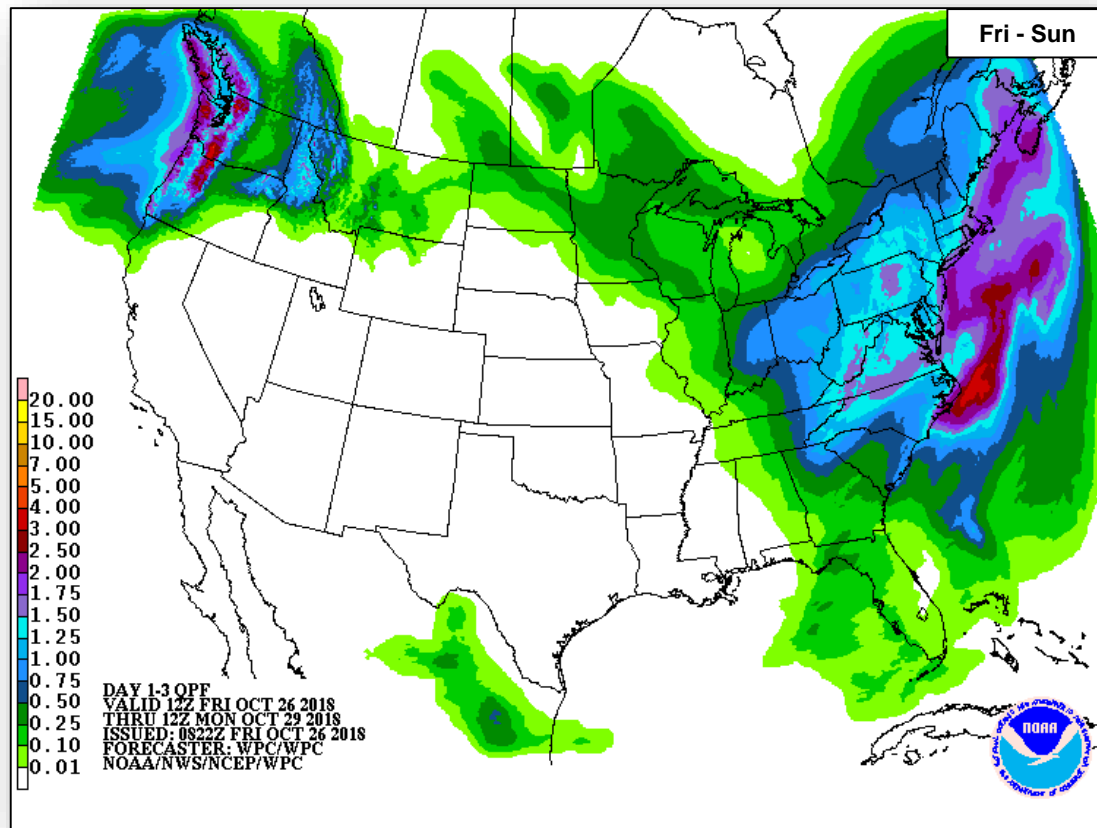 Fri - Sun
20.00
15.00
10.00
7.00
5.00
4.00
3.00
2.50
2.00
1.75
1.50
1.25
1.00
0.75
0.50
0.25
0.10
0.01
DAY 1-3 QPF
VALID 12Z FRI OCT 26 2018
THRU 12Z MON OCT 29 2018
ISSUED: 0822Z FRI OCT 26 2018
FORECASTER: WPC/WPC
NOAA/NWS/NCEP/WPC
NOAA